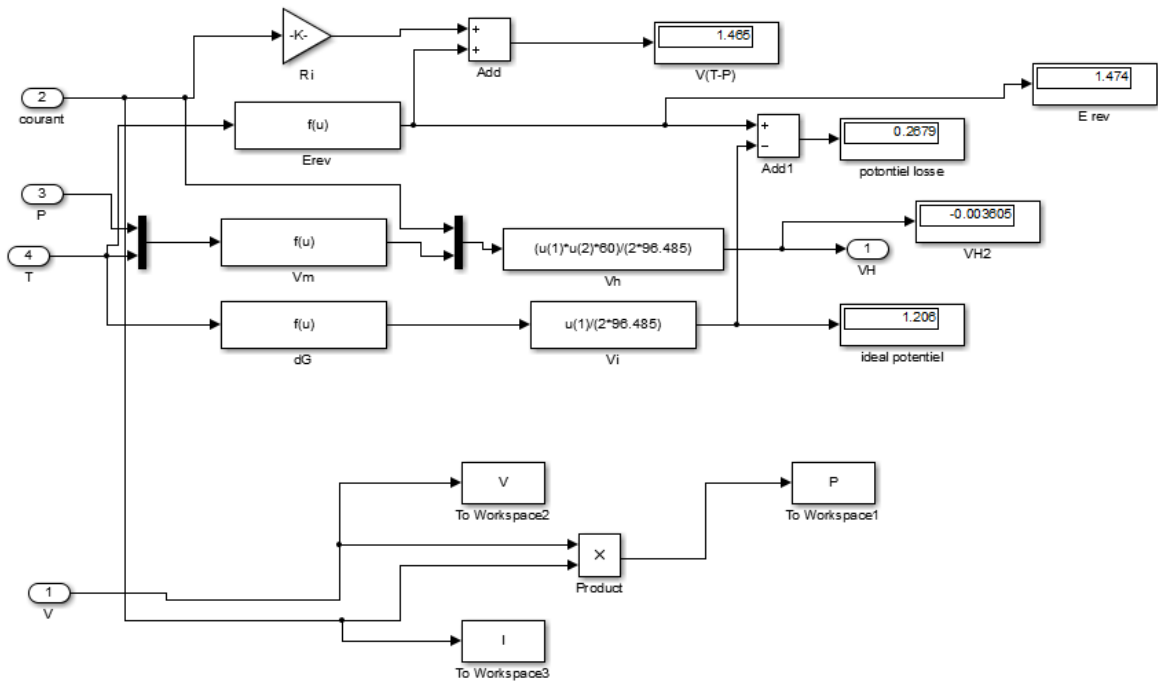 -K-
Ri
+
+
Add
1.465
V(T-P)
1.474
E rev
2
courant
f(u)
Erev
+
−
Add1
0.2679
potontiel losse
3
P
f(u)
Vm
(u(1)*u(2)*60)/(2*96.485)
Vh
1
VH
-0.003605
VH2
4
T
f(u)
dG
u(1)/(2*96.485)
Vi
1.206
ideal potentiel
V
To Workspace2
P
To Workspace1
×
Product
1
V
I
To Workspace3